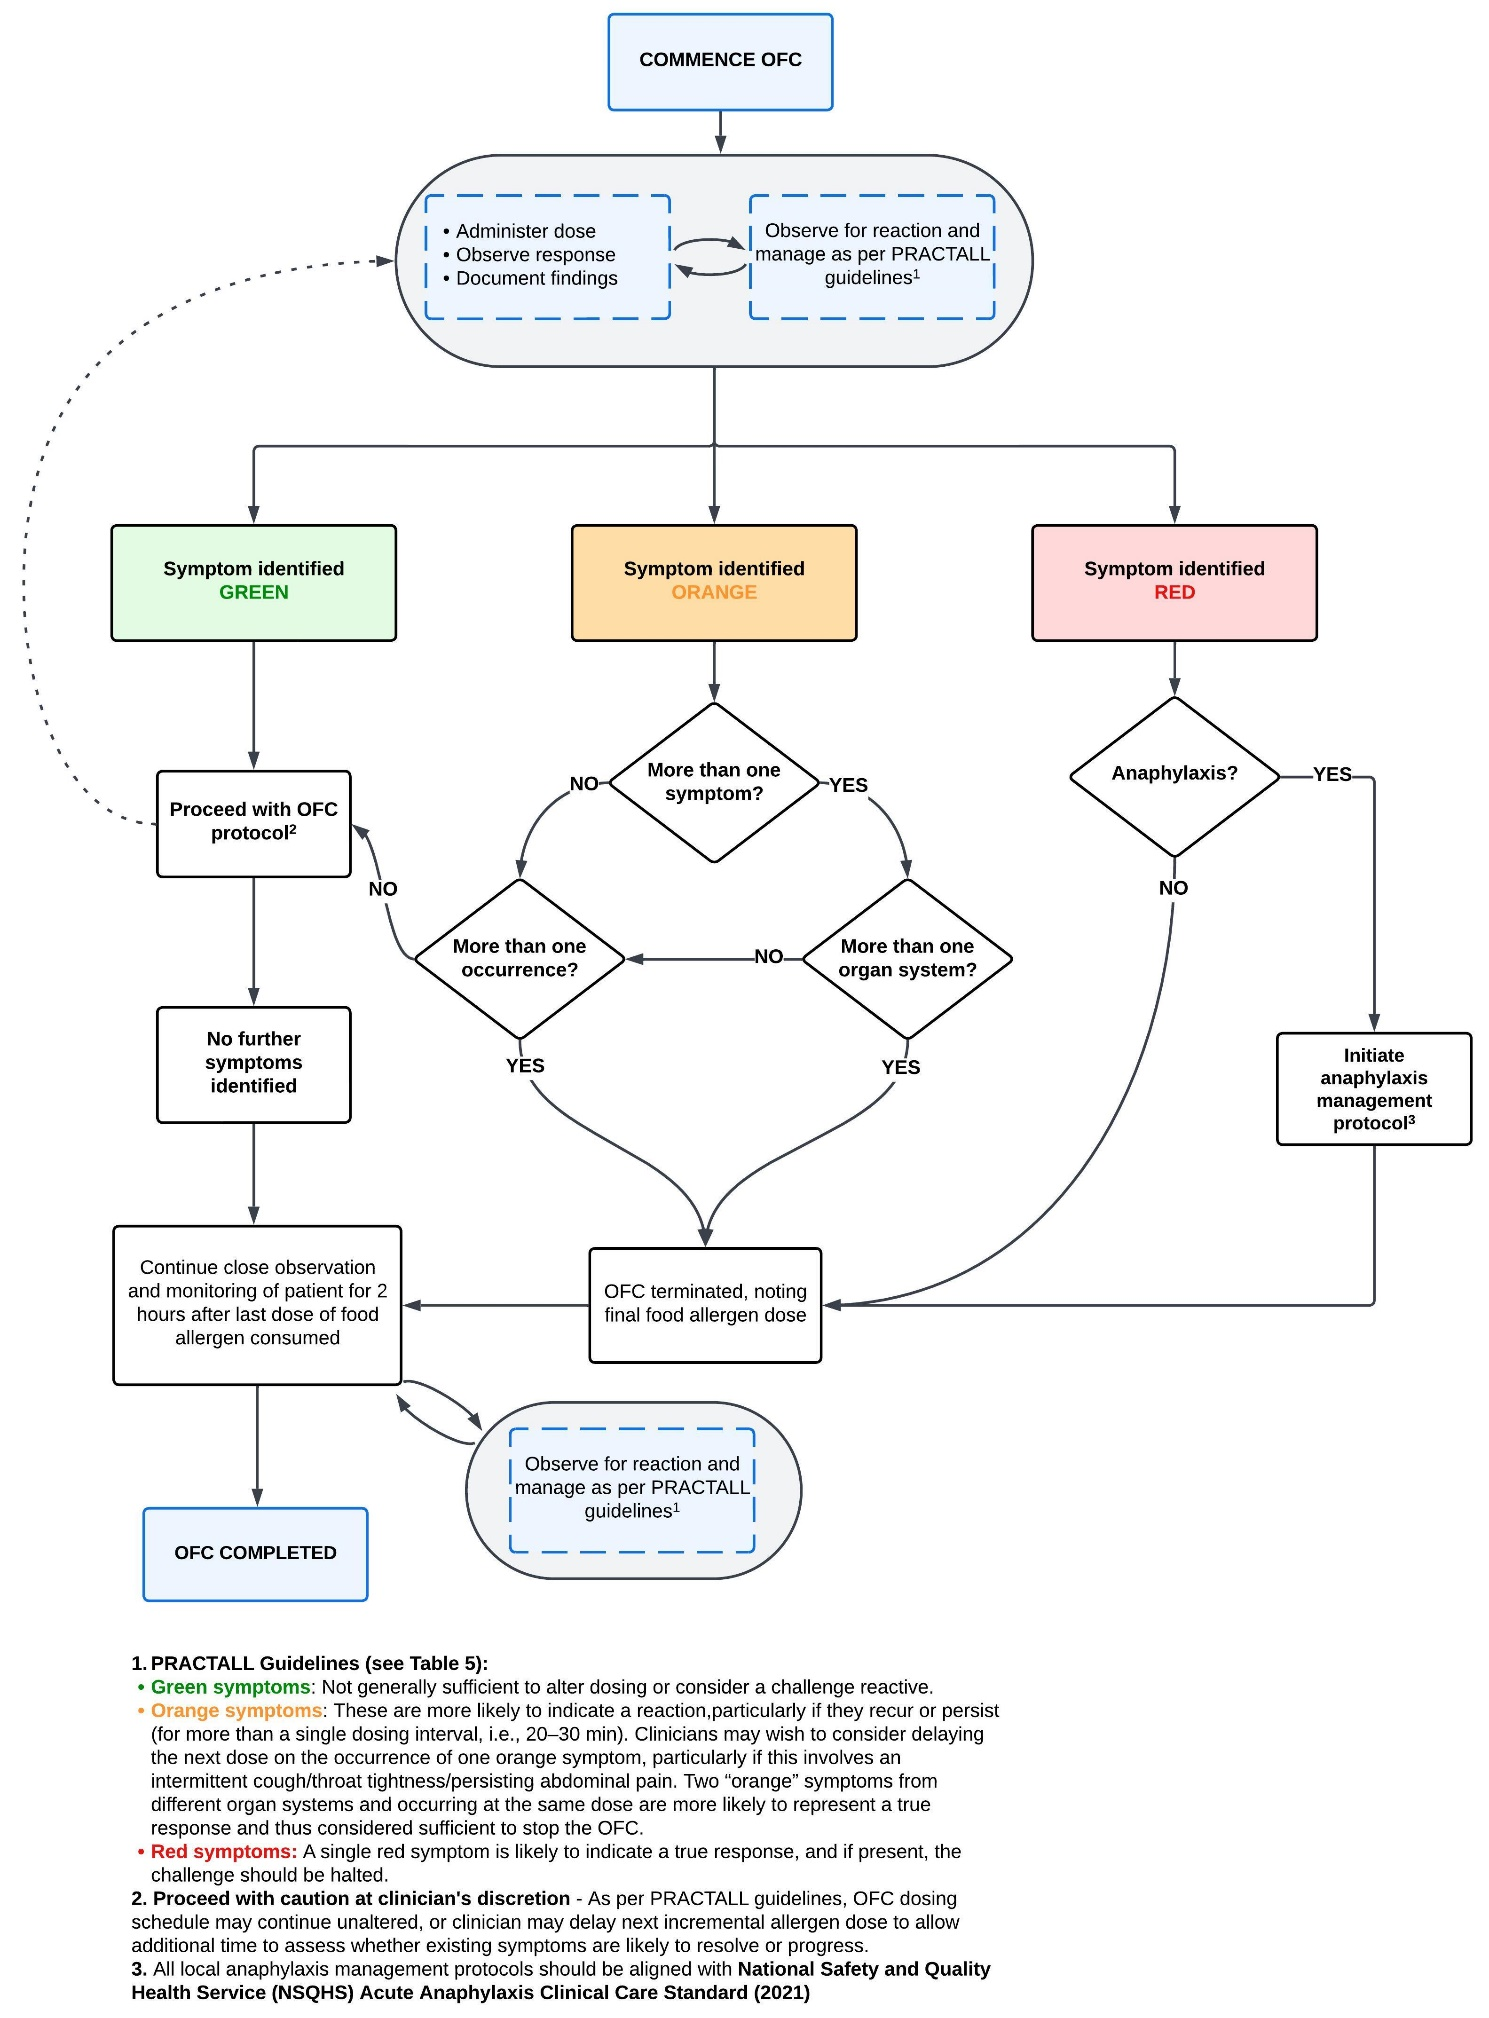 COMMENCE OFC
• Administer dose
• Observe response
• Document findings
Observe for reaction and
manage as per PRACTALL
guidelines¹
Symptom identified
GREEN
Symptom identified
ORANGE
Symptom identified
RED
More than one
symptom?
NO
YES
Anaphylaxis?
YES
NO
Proceed with OFC
protocol²
NO
More than one
occurrence?
NO
More than one
organ system?
YES
YES
No further
symptoms
identified
Initiate
anaphylaxis
management
protocol³
Continue close observation
and monitoring of patient for 2
hours after last dose of food
allergen consumed
OFC terminated, noting
final food allergen dose
Observe for reaction and
manage as per PRACTALL
guidelines¹
OFC COMPLETED
1. PRACTALL Guidelines (see Table 5):
• Green symptoms: Not generally sufficient to alter dosing or consider a challenge reactive.
• Orange symptoms: These are more likely to indicate a reaction,particularly if they recur or persist
(for more than a single dosing interval, i.e., 20–30 min). Clinicians may wish to consider delaying
the next dose on the occurrence of one orange symptom, particularly if this involves an
intermittent cough/throat tightness/persisting abdominal pain. Two “orange” symptoms from
different organ systems and occurring at the same dose are more likely to represent a true
response and thus considered sufficient to stop the OFC.
• Red symptoms: A single red symptom is likely to indicate a true response, and if present, the
challenge should be halted.
2. Proceed with caution at clinician's discretion - As per PRACTALL guidelines, OFC dosing
schedule may continue unaltered, or clinician may delay next incremental allergen dose to allow
additional time to assess whether existing symptoms are likely to resolve or progress.
3. All local anaphylaxis management protocols should be aligned with National Safety and Quality
Health Service (NSQHS) Acute Anaphylaxis Clinical Care Standard (2021)